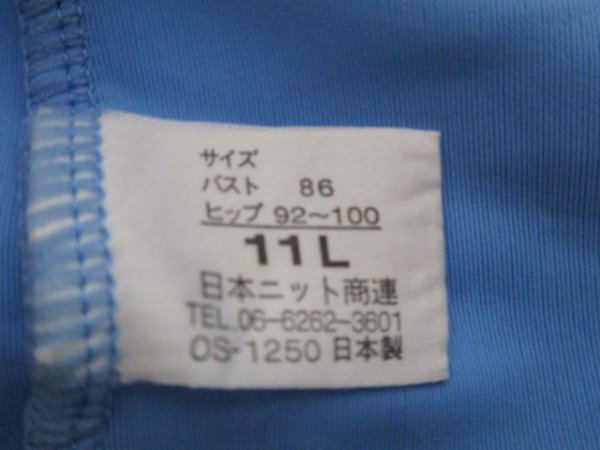 サイズ
バスト 86
ヒップ 92〜100
11L
日本ニット商連
TEL.06-6262-3601
OS-1250 日本製